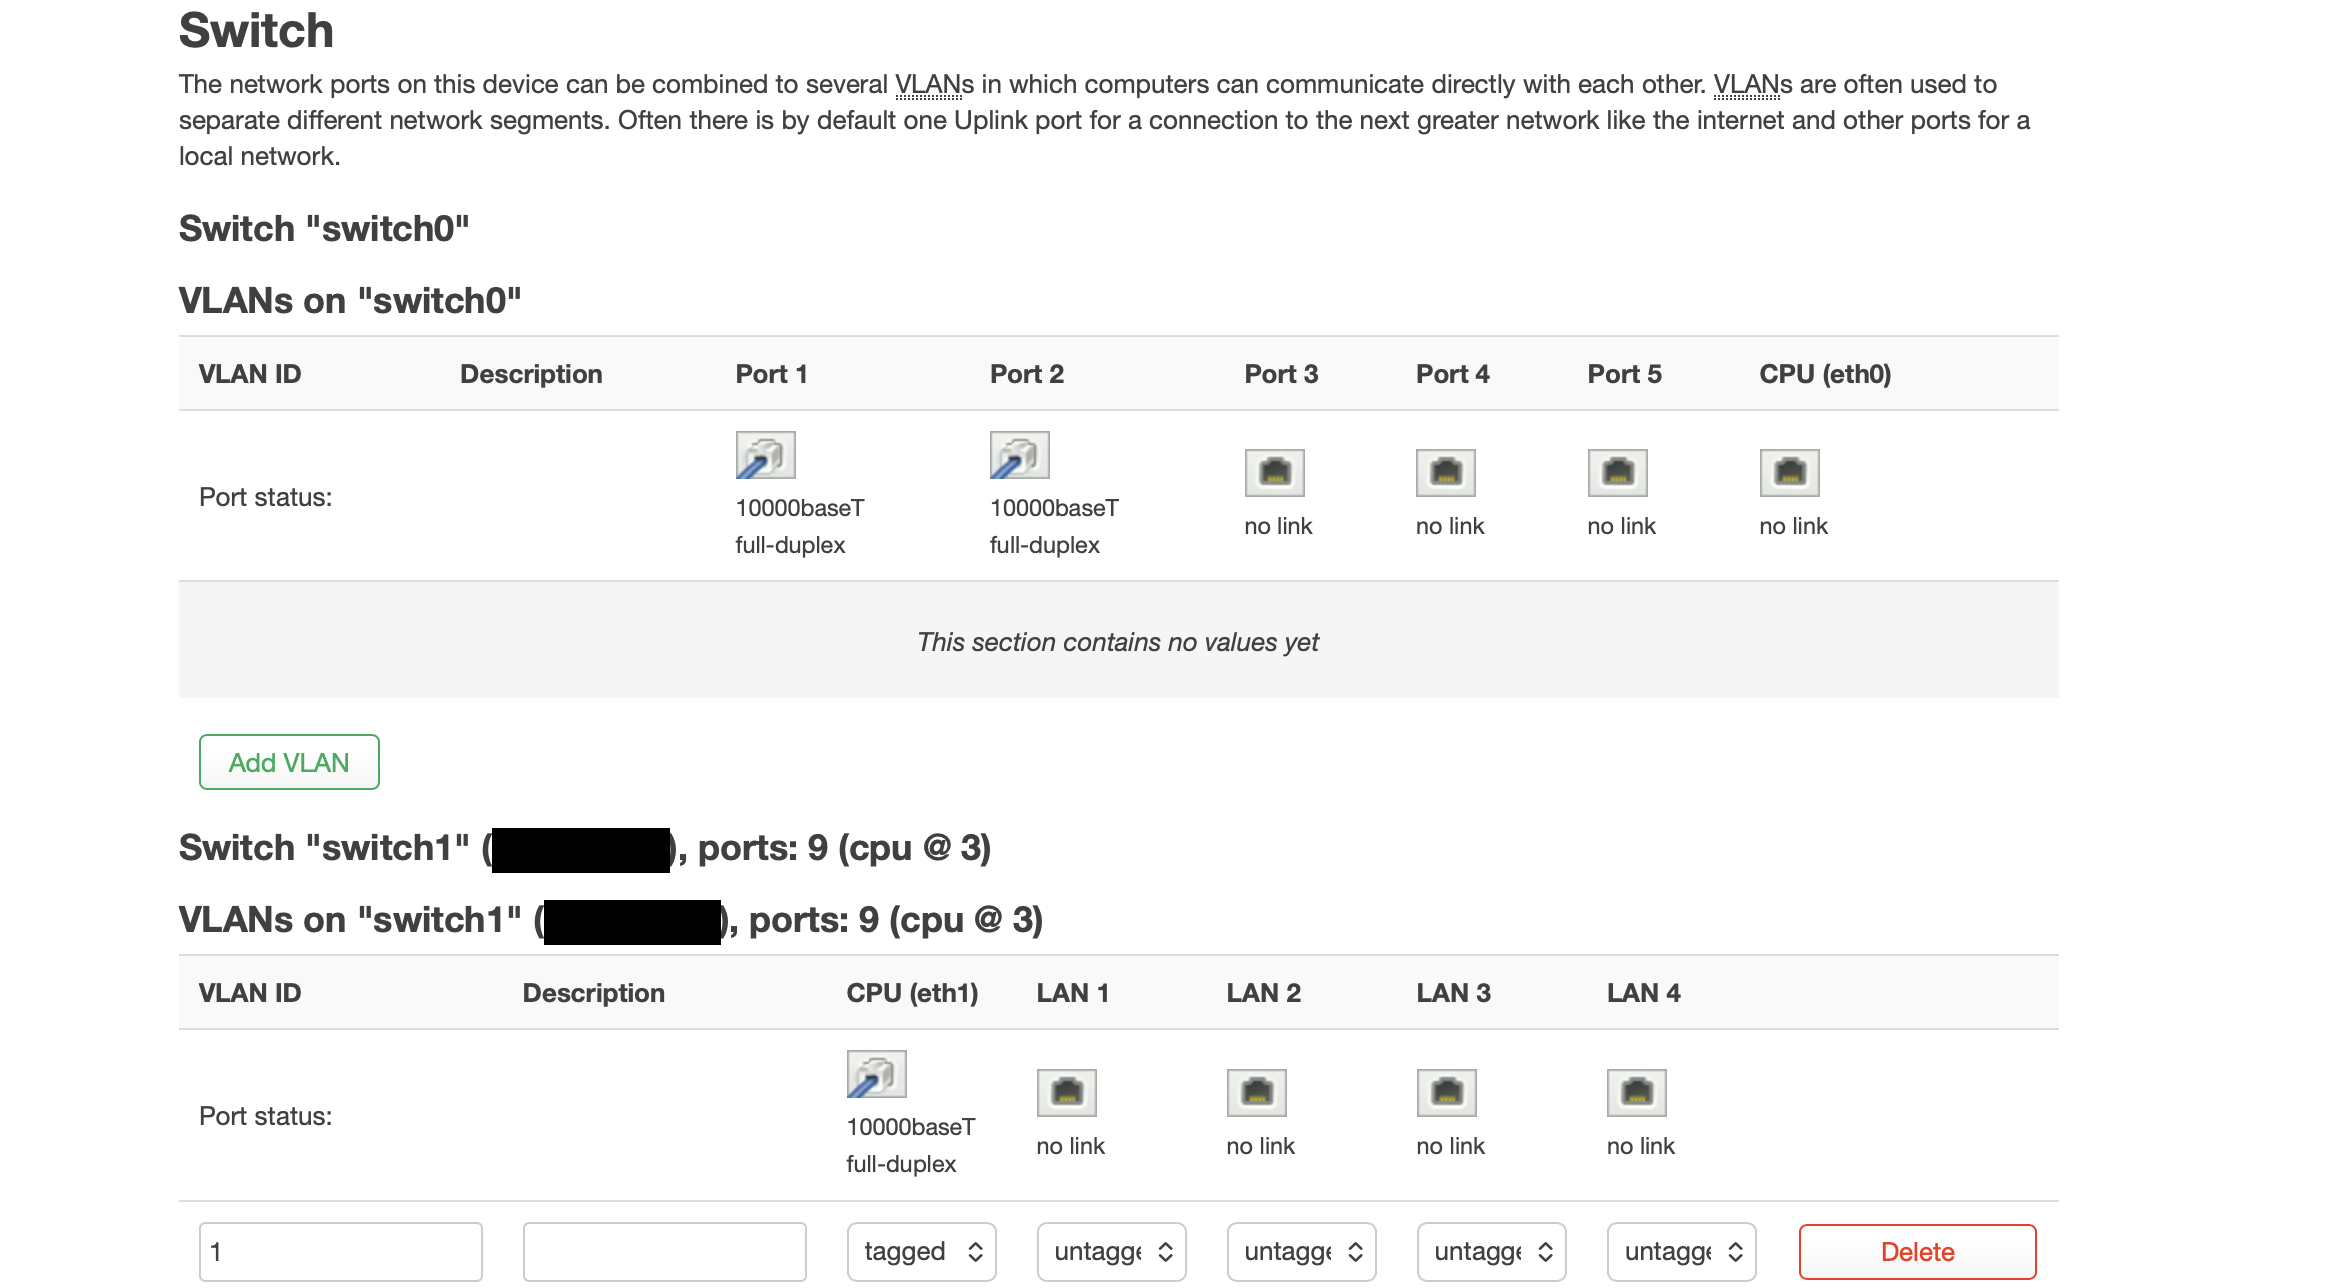 Switch
The network ports on this device can be combined to several VLANs in which computers can communicate directly with each other. VLANs are often used to
separate different network segments. Often there is by default one Uplink port for a connection to the next greater network like the internet and other ports for a
local network.
Switch "switch0"
VLANs on "switch0"
VLAN ID Description Port 1 Port 2 Port 3 Port 4 Port 5 CPU (eth0)
Port status: 10000baseT full-duplex 10000baseT full-duplex no link no link no link no link
This section contains no values yet
Add VLAN
Switch "switch1" ( ), ports: 9 (cpu @ 3)
VLANs on "switch1" ( ), ports: 9 (cpu @ 3)
VLAN ID Description CPU (eth1) LAN 1 LAN 2 LAN 3 LAN 4
Port status: 10000baseT full-duplex no link no link no link no link
1 tagged untagge untagge untagge untagge Delete